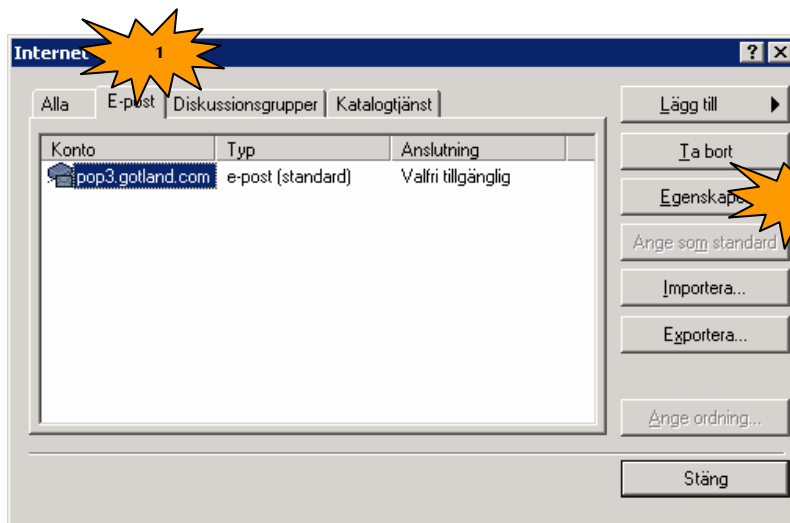 Internet
1
Alla E-post Diskussionsgrupper Katalogtjänst
Konto Typ Anslutning
pop3.gotland.com e-post (standard) Valfri tillgänglig
Lägg till
Ta bort
Egenskape
Ange som standard
Importera...
Exportera...
Ange ordning...
Stäng